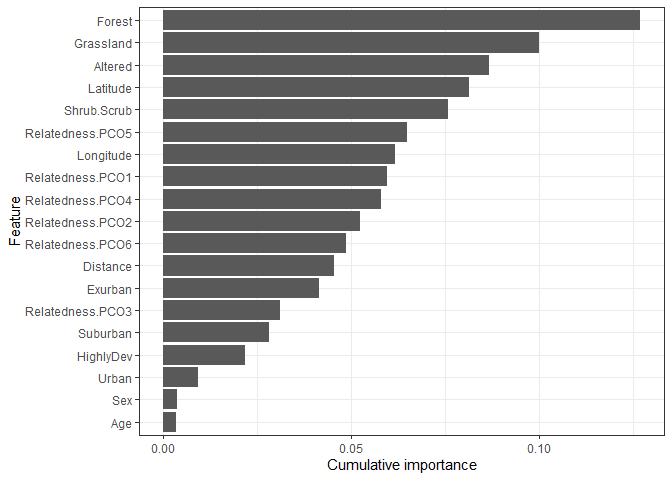 Forest
Grassland
Altered
Latitude
Shrub.Scrub
Relatedness.PCO5
Longitude
Relatedness.PCO1
Relatedness.PCO4
Relatedness.PCO2
Relatedness.PCO6
Distance
Exurban
Relatedness.PCO3
Suburban
HighlyDev
Urban
Sex
Age
Feature
0.00 0.05 0.10
Cumulative importance